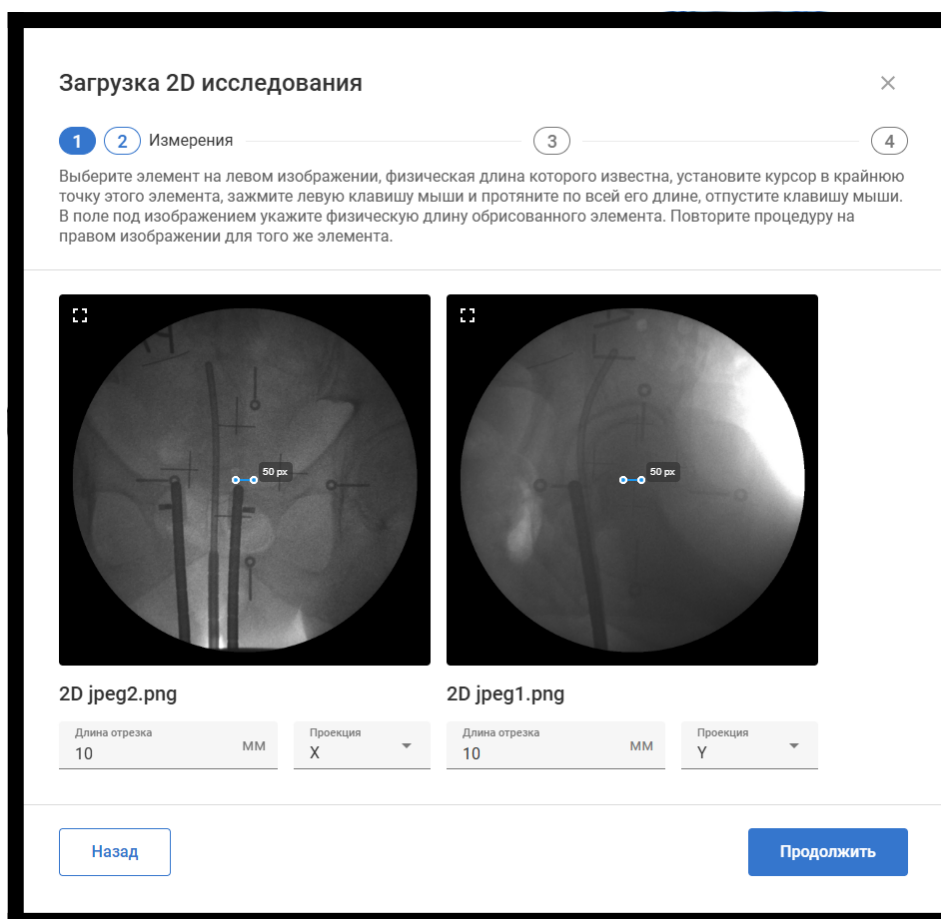 Загрузка 2D исследования
1 2 Измерения 3 4
Выберите элемент на левом изображении, физическая длина которого известна, установите курсор в крайнюю
точку этого элемента, зажмите левую клавишу мыши и протяните по всей его длине, отпустите клавишу мыши.
В поле под изображением укажите физическую длину обрисованного элемента. Повторите процедуру на
правом изображении для того же элемента.
50 px
50 px
2D jpeg2.png
2D jpeg1.png
Длина отрезка
10 мм
Проекция
X
Длина отрезка
10 мм
Проекция
Y
Назад
Продолжить